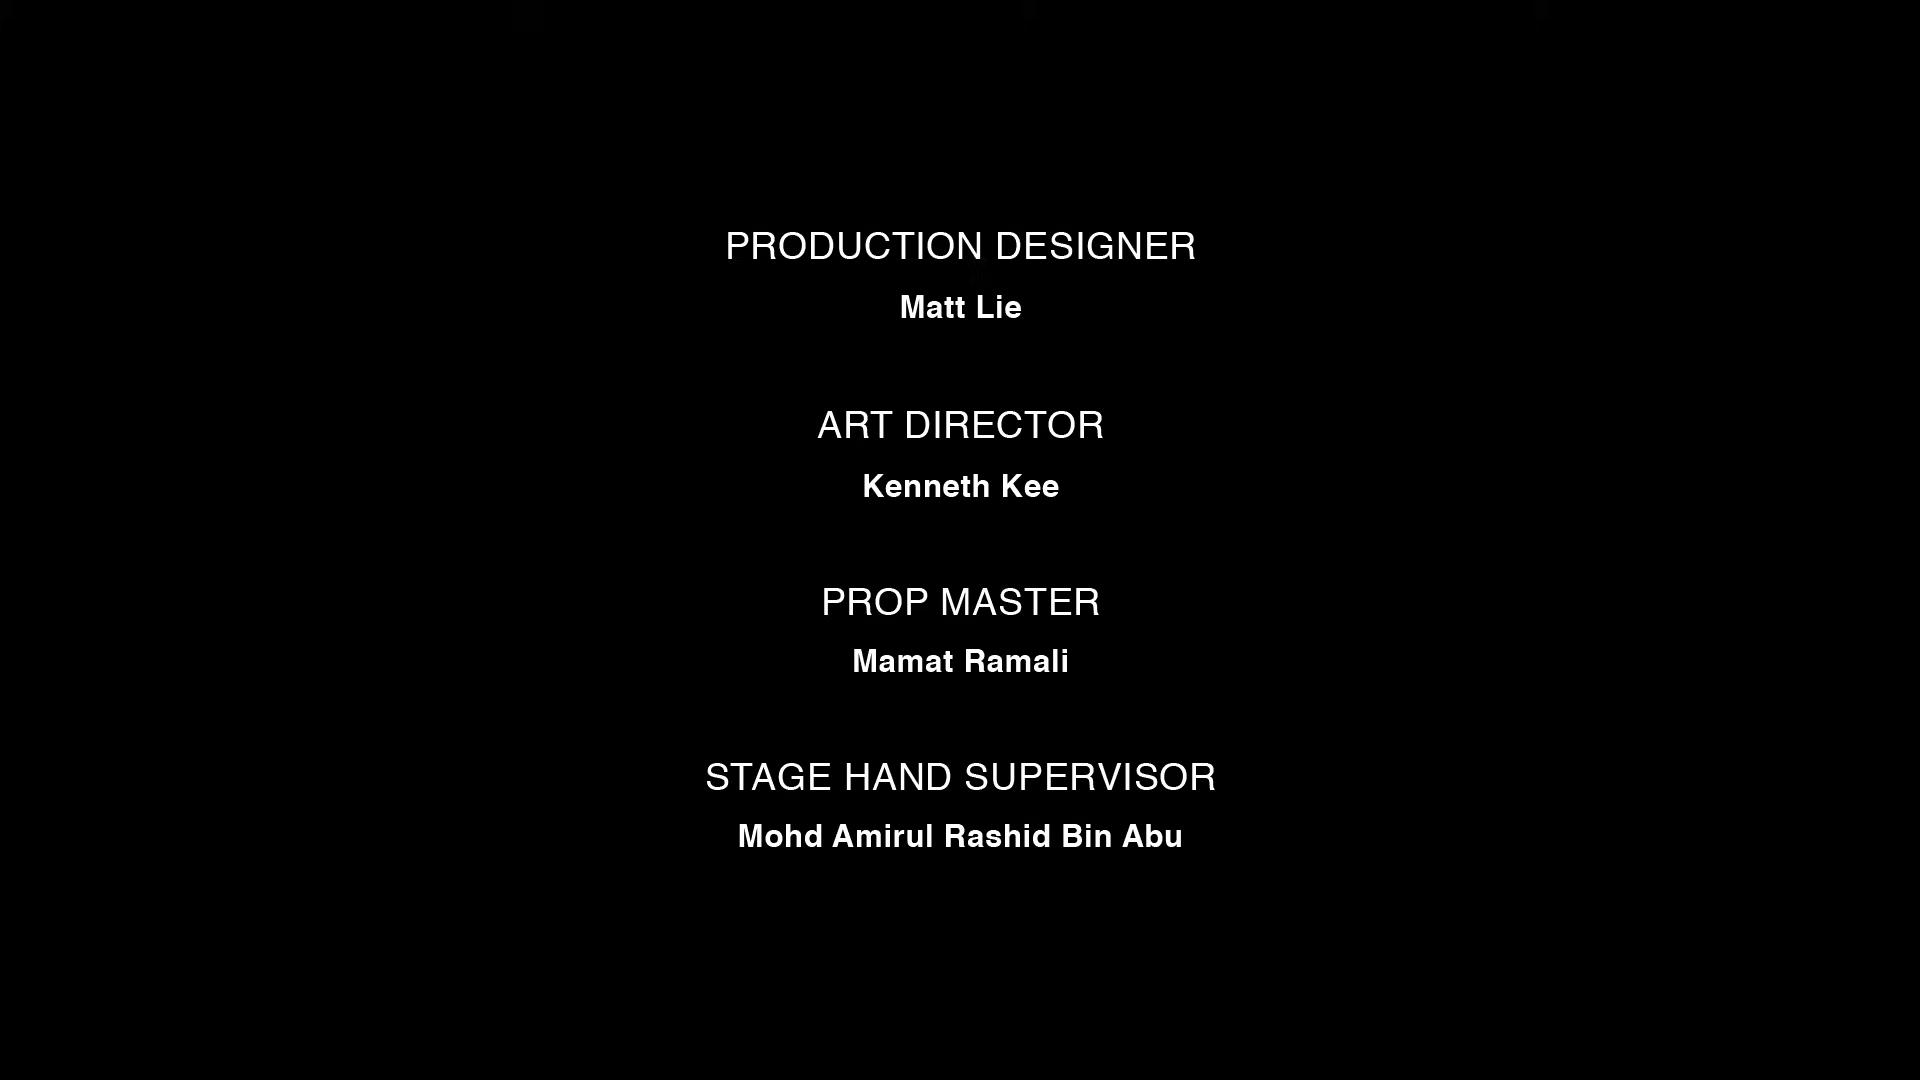 PRODUCTION DESIGNER
Matt Lie
ART DIRECTOR
Kenneth Kee
PROP MASTER
Mamat Ramali
STAGE HAND SUPERVISOR
Mohd Amirul Rashid Bin Abu